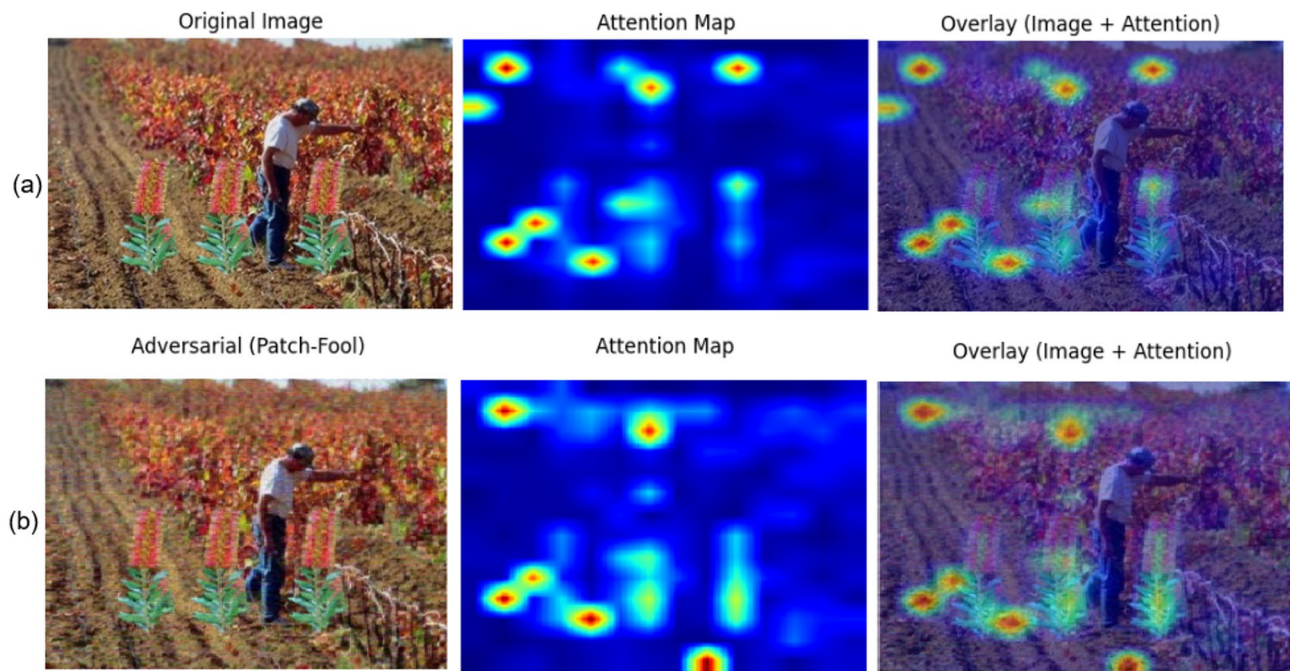 Original Image
Attention Map
Overlay (Image + Attention)
(a)
Adversarial (Patch-Fool)
Attention Map
Overlay (Image + Attention)
(b)